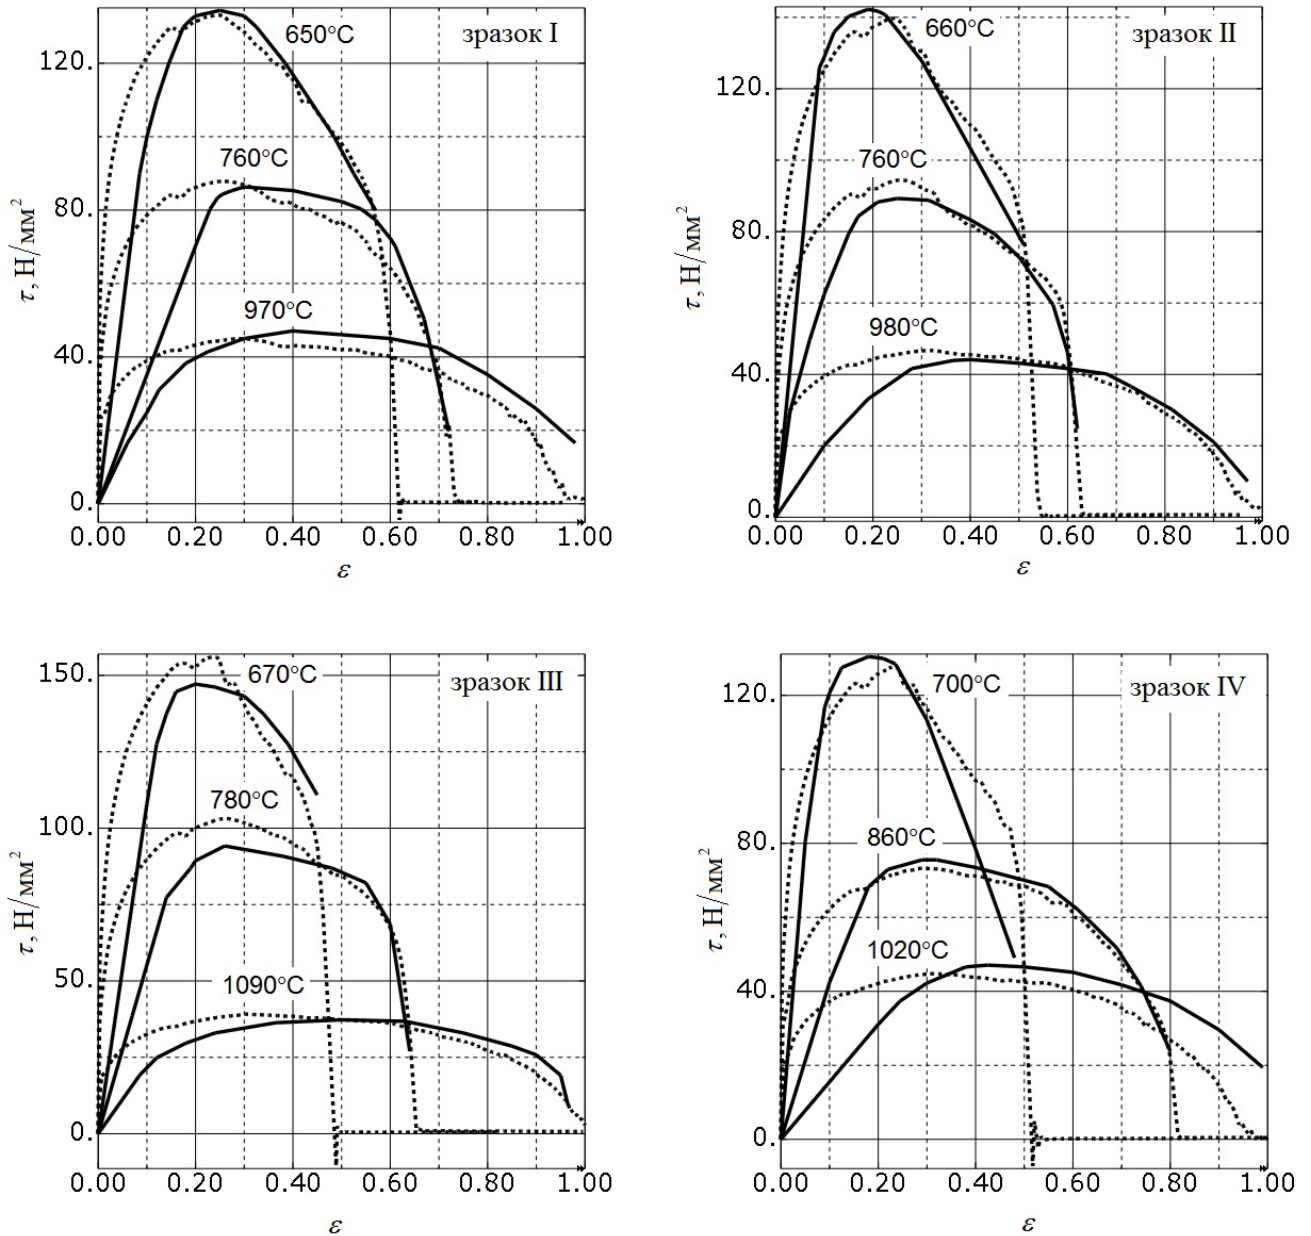 зразок I
650°C
760°C
970°C
120.
80.
40.
0.
τ, Н/мм²
0.00 0.20 0.40 0.60 0.80 1.00
ε
зразок II
660°C
760°C
980°C
120.
80.
40.
0.
τ, Н/мм²
0.00 0.20 0.40 0.60 0.80 1.00
ε
зразок III
670°C
780°C
1090°C
150.
100.
50.
0.
τ, Н/мм²
0.00 0.20 0.40 0.60 0.80 1.00
ε
зразок IV
700°C
860°C
1020°C
120.
80.
40.
0.
τ, Н/мм²
0.00 0.20 0.40 0.60 0.80 1.00
ε